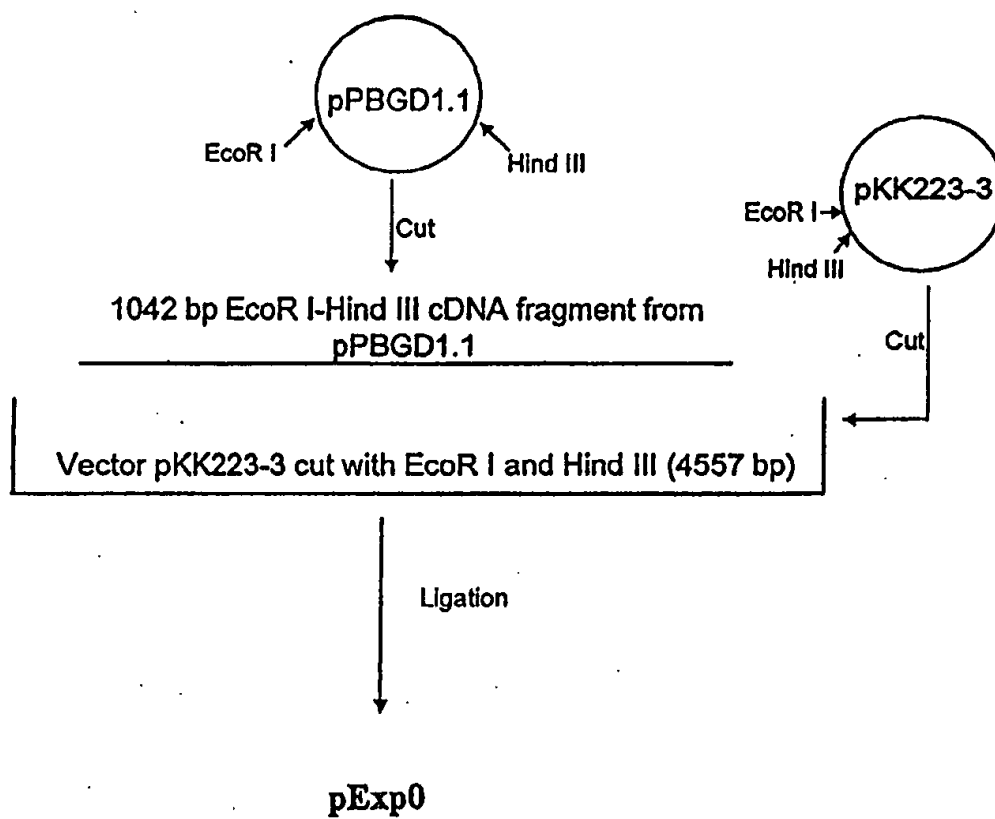 pPBGD1.1
EcoR I
Hind III
Cut
pKK223-3
EcoR I
Hind III
Cut
1042 bp EcoR I-Hind III cDNA fragment from
pPBGD1.1
Vector pKK223-3 cut with EcoR I and Hind III (4557 bp)
Ligation
pExp0